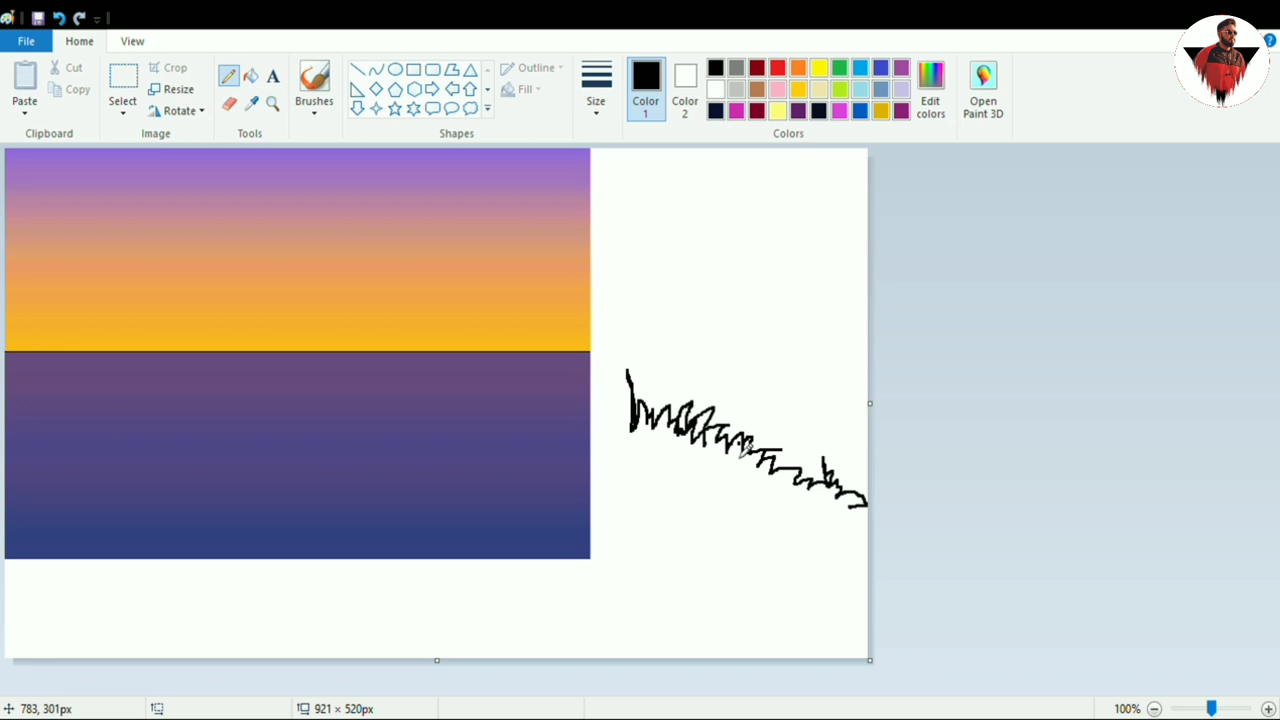 File Home View
Cut
Copy
Paste
Clipboard
Select
Crop
Resize
Rotate
Image
A
Tools
Brushes
Outline
Fill
Shapes
Size
Color 1
Color 2
Edit colors
Colors
Open Paint 3D
?
783, 301px
921 × 520px
100%